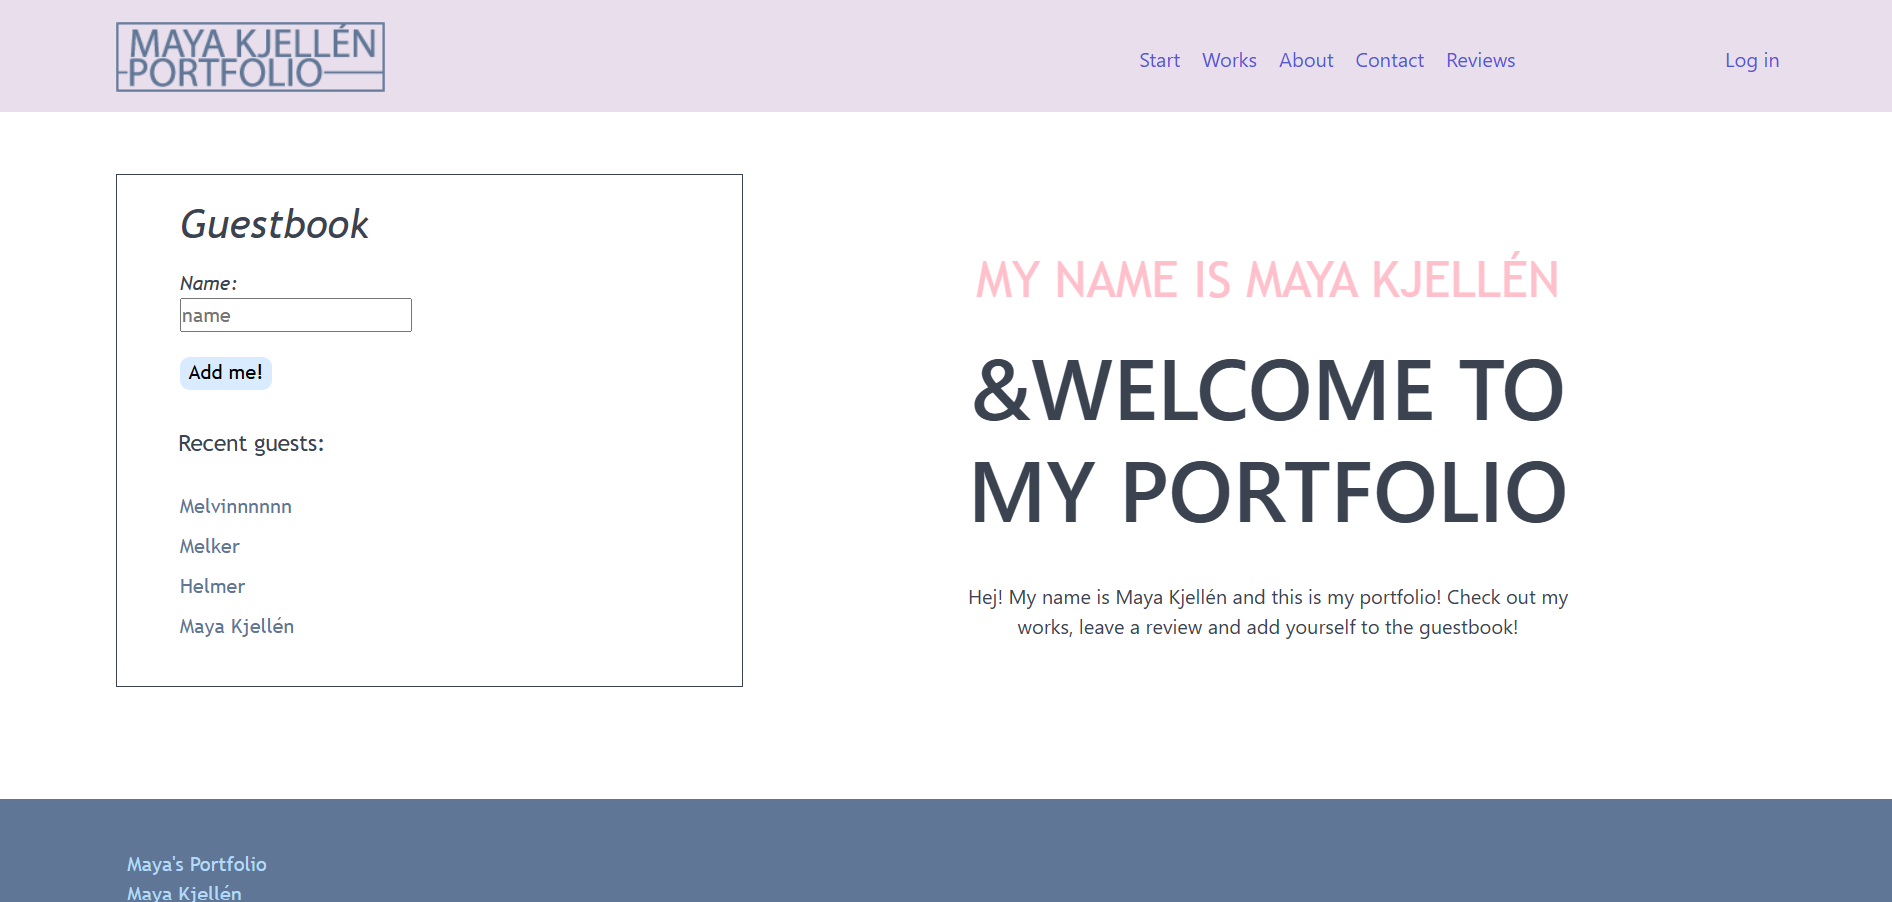 MAYA KJELLÉN
PORTFOLIO
Start Works About Contact Reviews Log in
Guestbook
Name:
name
Add me!
Recent guests:
Melvinnnnnn
Melker
Helmer
Maya Kjellén
MY NAME IS MAYA KJELLÉN
&WELCOME TO
MY PORTFOLIO
Hej! My name is Maya Kjellén and this is my portfolio! Check out my
works, leave a review and add yourself to the guestbook!
Maya's Portfolio
Maya Kjellén